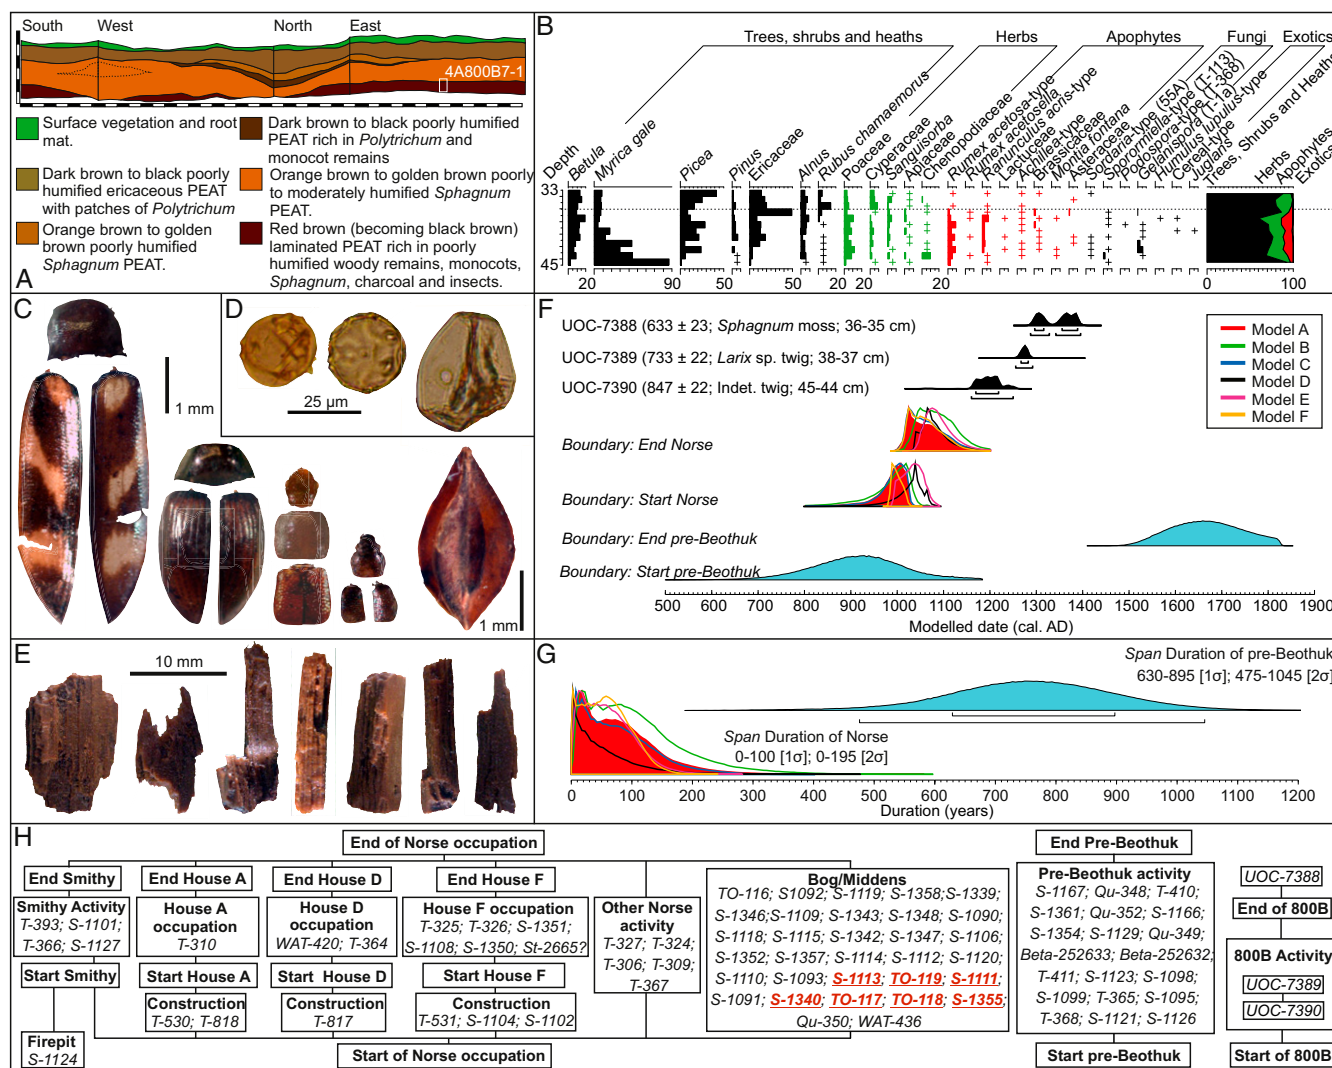 A
South West North East
4A800B7-1
Surface vegetation and root
mat.
Dark brown to black poorly
humified ericaceous PEAT
with patches of Polytrichum
Orange brown to golden
brown poorly humified
Sphagnum PEAT.
Dark brown to black poorly humified
PEAT rich in Polytrichum and
monocot remains
Orange brown to golden brown poorly
to moderately humified Sphagnum
PEAT.
Red brown (becoming black brown)
laminated PEAT rich in poorly
humified woody remains, monocots,
Sphagnum, charcoal and insects.
B
Trees, shrubs and heaths Herbs Apophytes Fungi Exotics
Depth
Betula
Myrica gale
Picea
Pinus
Ericaceae
Alnus
Rubus chamaemorus
Poaceae
Cyperaceae
Sanguisorba
Apiaceae
Chenopodiaceae
Rumex acetosa-type
Rumex acetosella
Ranunculus acris-type
Lactuceae
Achillea-type
Brassicaceae
Montia fontana
Asteraceae
Sordaria-type (55A)
Sporormiella-type (T-113)
Podospora-type (T-368)
Gelasinospora (T-1a)
Humulus lupulus-type
Cereal-type
Juglans
Trees, Shrubs and Heaths
Herbs
Apophytes
Exotics
33
45
20 90 50 50 20 20 20 0 100
C
1 mm
1 mm
D
25 µm
E
10 mm
F
UOC-7388 (633 ± 23; Sphagnum moss; 36-35 cm)
UOC-7389 (733 ± 22; Larix sp. twig; 38-37 cm)
UOC-7390 (847 ± 22; Indet. twig; 45-44 cm)
Boundary: End Norse
Boundary: Start Norse
Boundary: End pre-Beothuk
Boundary: Start pre-Beothuk
Model A
Model B
Model C
Model D
Model E
Model F
500 600 700 800 900 1000 1100 1200 1300 1400 1500 1600 1700 1800 1900
Modelled date (cal. AD)
G
Span Duration of pre-Beothuk
630-895 [1σ]; 475-1045 [2σ]
Span Duration of Norse
0-100 [1σ]; 0-195 [2σ]
0 100 200 300 400 500 600 700 800 900 1000 1100 1200
Duration (years)
H
End of Norse occupation
End Smithy
Smithy Activity
T-393; S-1101;
T-366; S-1127
Start Smithy
Firepit
S-1124
End House A
House A
occupation
T-310
Start House A
Construction
T-530; T-818
End House D
House D
occupation
WAT-420; T-364
Start House D
Construction
T-817
End House F
House F occupation
T-325; T-326; S-1351;
S-1108; S-1350; St-2665?
Start House F
Construction
T-531; S-1104; S-1102
Other Norse
activity
T-327; T-324;
T-306; T-309;
T-367
Bog/Middens
TO-116; S1092; S-1119; S-1358;S-1339;
S-1346;S-1109; S-1343; S-1348; S-1090;
S-1118; S-1115; S-1342; S-1347; S-1106;
S-1352; S-1357; S-1114; S-1112; S-1120;
S-1110; S-1093; S-1113; TO-119; S-1111;
S-1091; S-1340; TO-117; TO-118; S-1355;
Qu-350; WAT-436
Start of Norse occupation
End Pre-Beothuk
Pre-Beothuk activity
S-1167; Qu-348; T-410;
S-1361; Qu-352; S-1166;
S-1354; S-1129; Qu-349;
Beta-252633; Beta-252632;
T-411; S-1123; S-1098;
S-1099; T-365; S-1095;
T-368; S-1121; S-1126
Start pre-Beothuk
UOC-7388
End of 800B
800B Activity
UOC-7389
UOC-7390
Start of 800B